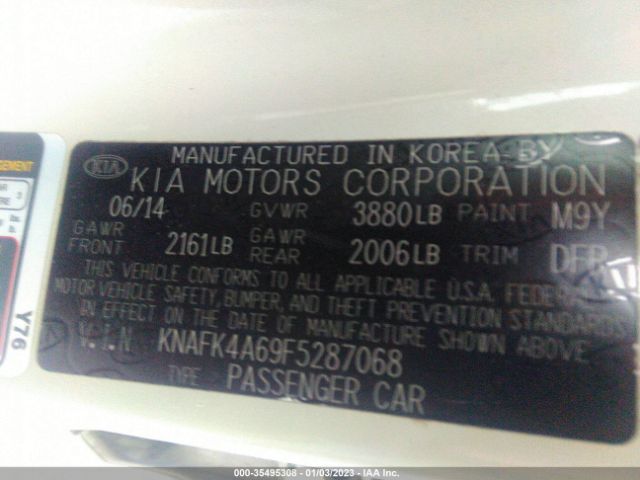 MANUFACTURED IN KOREA BY
KIA KIA MOTORS CORPORATION
06/14 GVWR 3880LB PAINT M9Y
GAWR FRONT 2161LB GAWR REAR 2006LB TRIM
THIS VEHICLE CONFORMS TO ALL APPLICABLE U.S.A. FEDERAL
MOTOR VEHICLE SAFETY, BUMPER, AND THEFT PREVENTION STANDARDS
IN EFFECT ON THE DATE OF MANUFACTURE SHOWN ABOVE
V.I.N KNAFK4A69F5287068
TYPE PASSENGER CAR
Y76
000-35495308 - 01/03/2023 - IAA Inc.